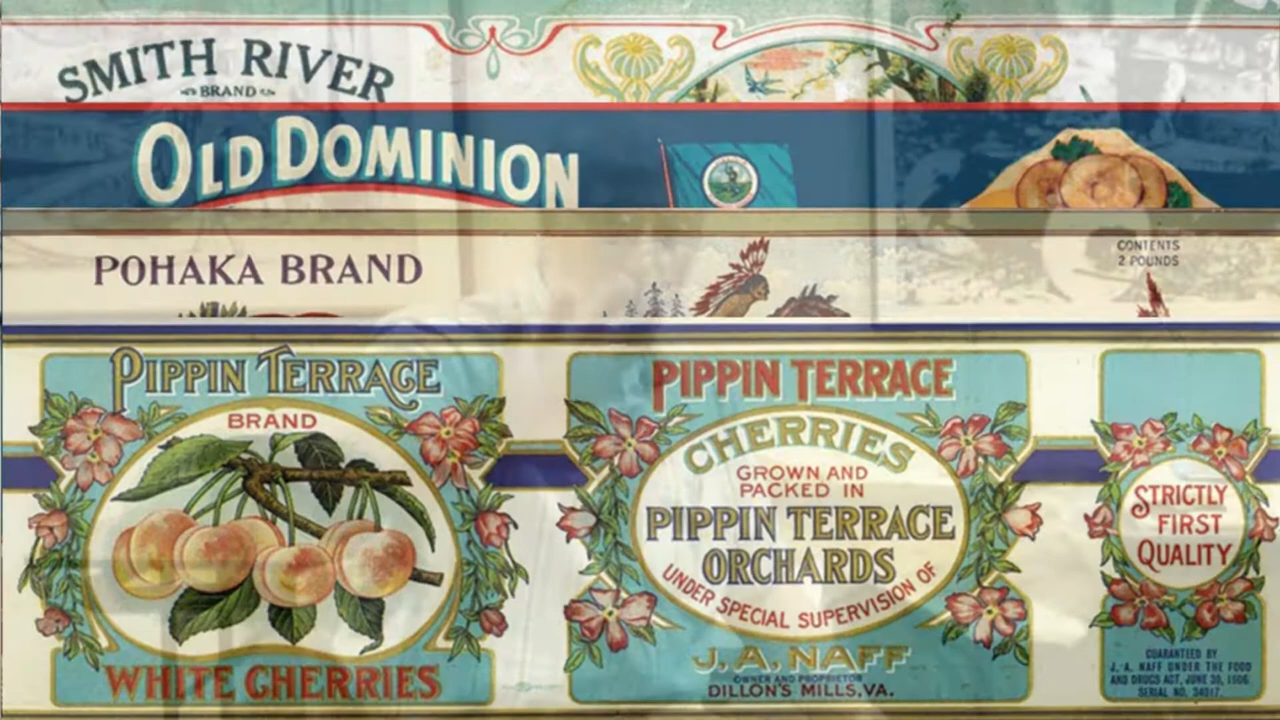 SMITH RIVER
BRAND
OLD DOMINION
POHAKA BRAND
CONTENTS
2 POUNDS
PIPPIN TERRACE
BRAND
WHITE CHERRIES
PIPPIN TERRACE
CHERRIES
GROWN AND
PACKED IN
PIPPIN TERRACE
ORCHARDS
UNDER SPECIAL SUPERVISION OF
J.A. NAFF
OWNER AND PROPRIETOR
DILLON'S MILLS, VA.
STRICTLY
FIRST
QUALITY
GUARANTEED BY
J. A. NAFF UNDER THE FOOD
AND DRUGS ACT, JUNE 30, 1906.
SERIAL NO. 34017.